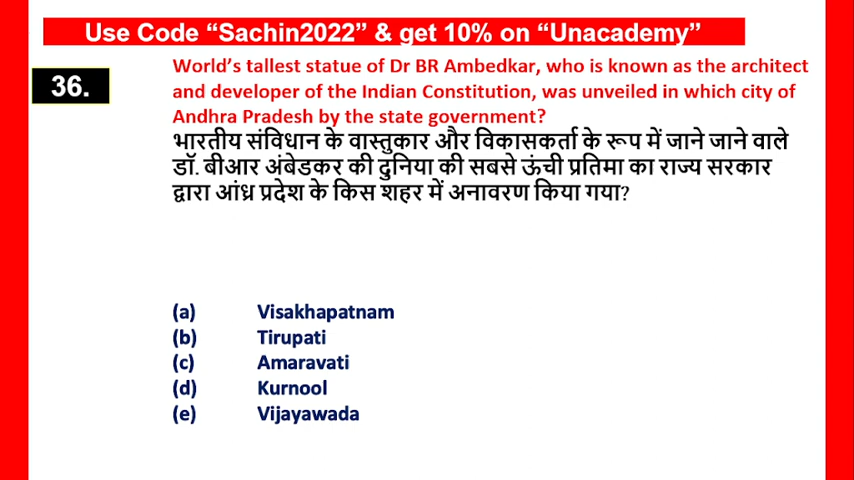 Use Code “Sachin2022” & get 10% on “Unacademy”
36.
World’s tallest statue of Dr BR Ambedkar, who is known as the architect
and developer of the Indian Constitution, was unveiled in which city of
Andhra Pradesh by the state government?
भारतीय संविधान के वास्तुकार और विकासकर्ता के रूप में जाने जाने वाले
डॉ. बीआर अंबेडकर की दुनिया की सबसे ऊंची प्रतिमा का राज्य सरकार
द्वारा आंध्र प्रदेश के किस शहर में अनावरण किया गया?
(a) Visakhapatnam
(b) Tirupati
(c) Amaravati
(d) Kurnool
(e) Vijayawada